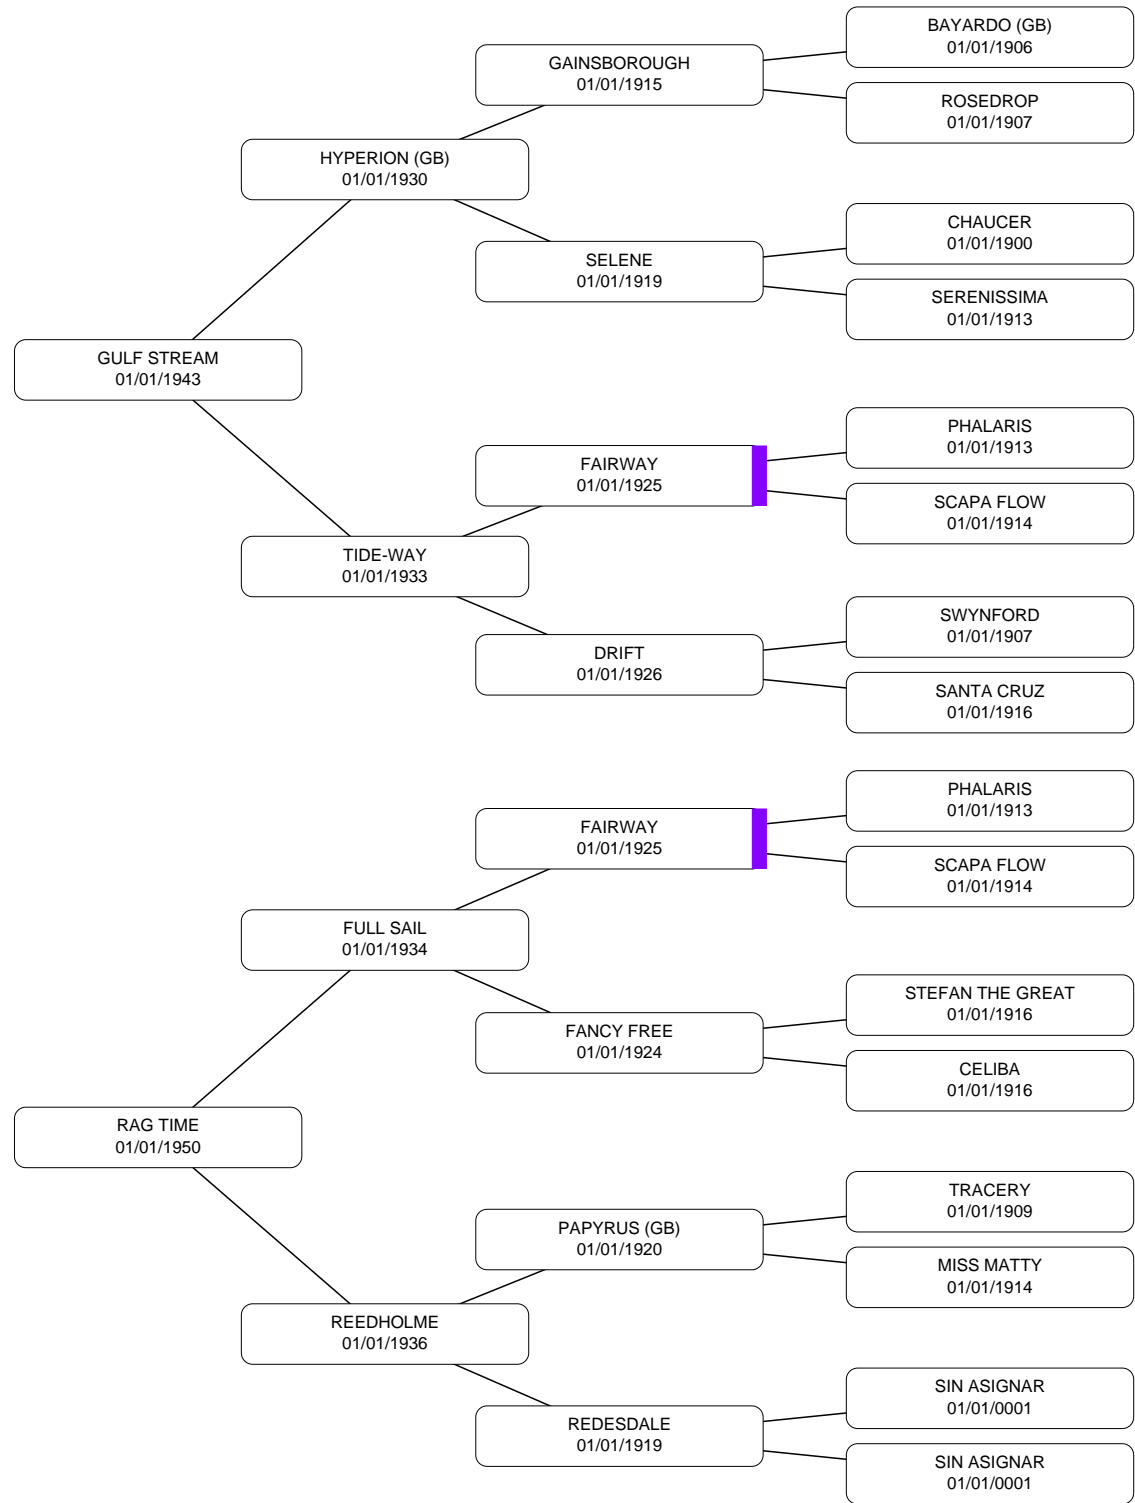 BAYARDO (GB)
01/01/1906
GAINSBOROUGH
01/01/1915
ROSEDROP
01/01/1907
HYPERION (GB)
01/01/1930
CHAUCER
01/01/1900
SELENE
01/01/1919
SERENISSIMA
01/01/1913
GULF STREAM
01/01/1943
PHALARIS
01/01/1913
FAIRWAY
01/01/1925
SCAPA FLOW
01/01/1914
TIDE-WAY
01/01/1933
SWYNFORD
01/01/1907
DRIFT
01/01/1926
SANTA CRUZ
01/01/1916
PHALARIS
01/01/1913
FAIRWAY
01/01/1925
SCAPA FLOW
01/01/1914
FULL SAIL
01/01/1934
STEFAN THE GREAT
01/01/1916
FANCY FREE
01/01/1924
CELIBA
01/01/1916
RAG TIME
01/01/1950
TRACERY
01/01/1909
PAPYRUS (GB)
01/01/1920
MISS MATTY
01/01/1914
REEDHOLME
01/01/1936
SIN ASIGNAR
01/01/0001
REDESDALE
01/01/1919
SIN ASIGNAR
01/01/0001